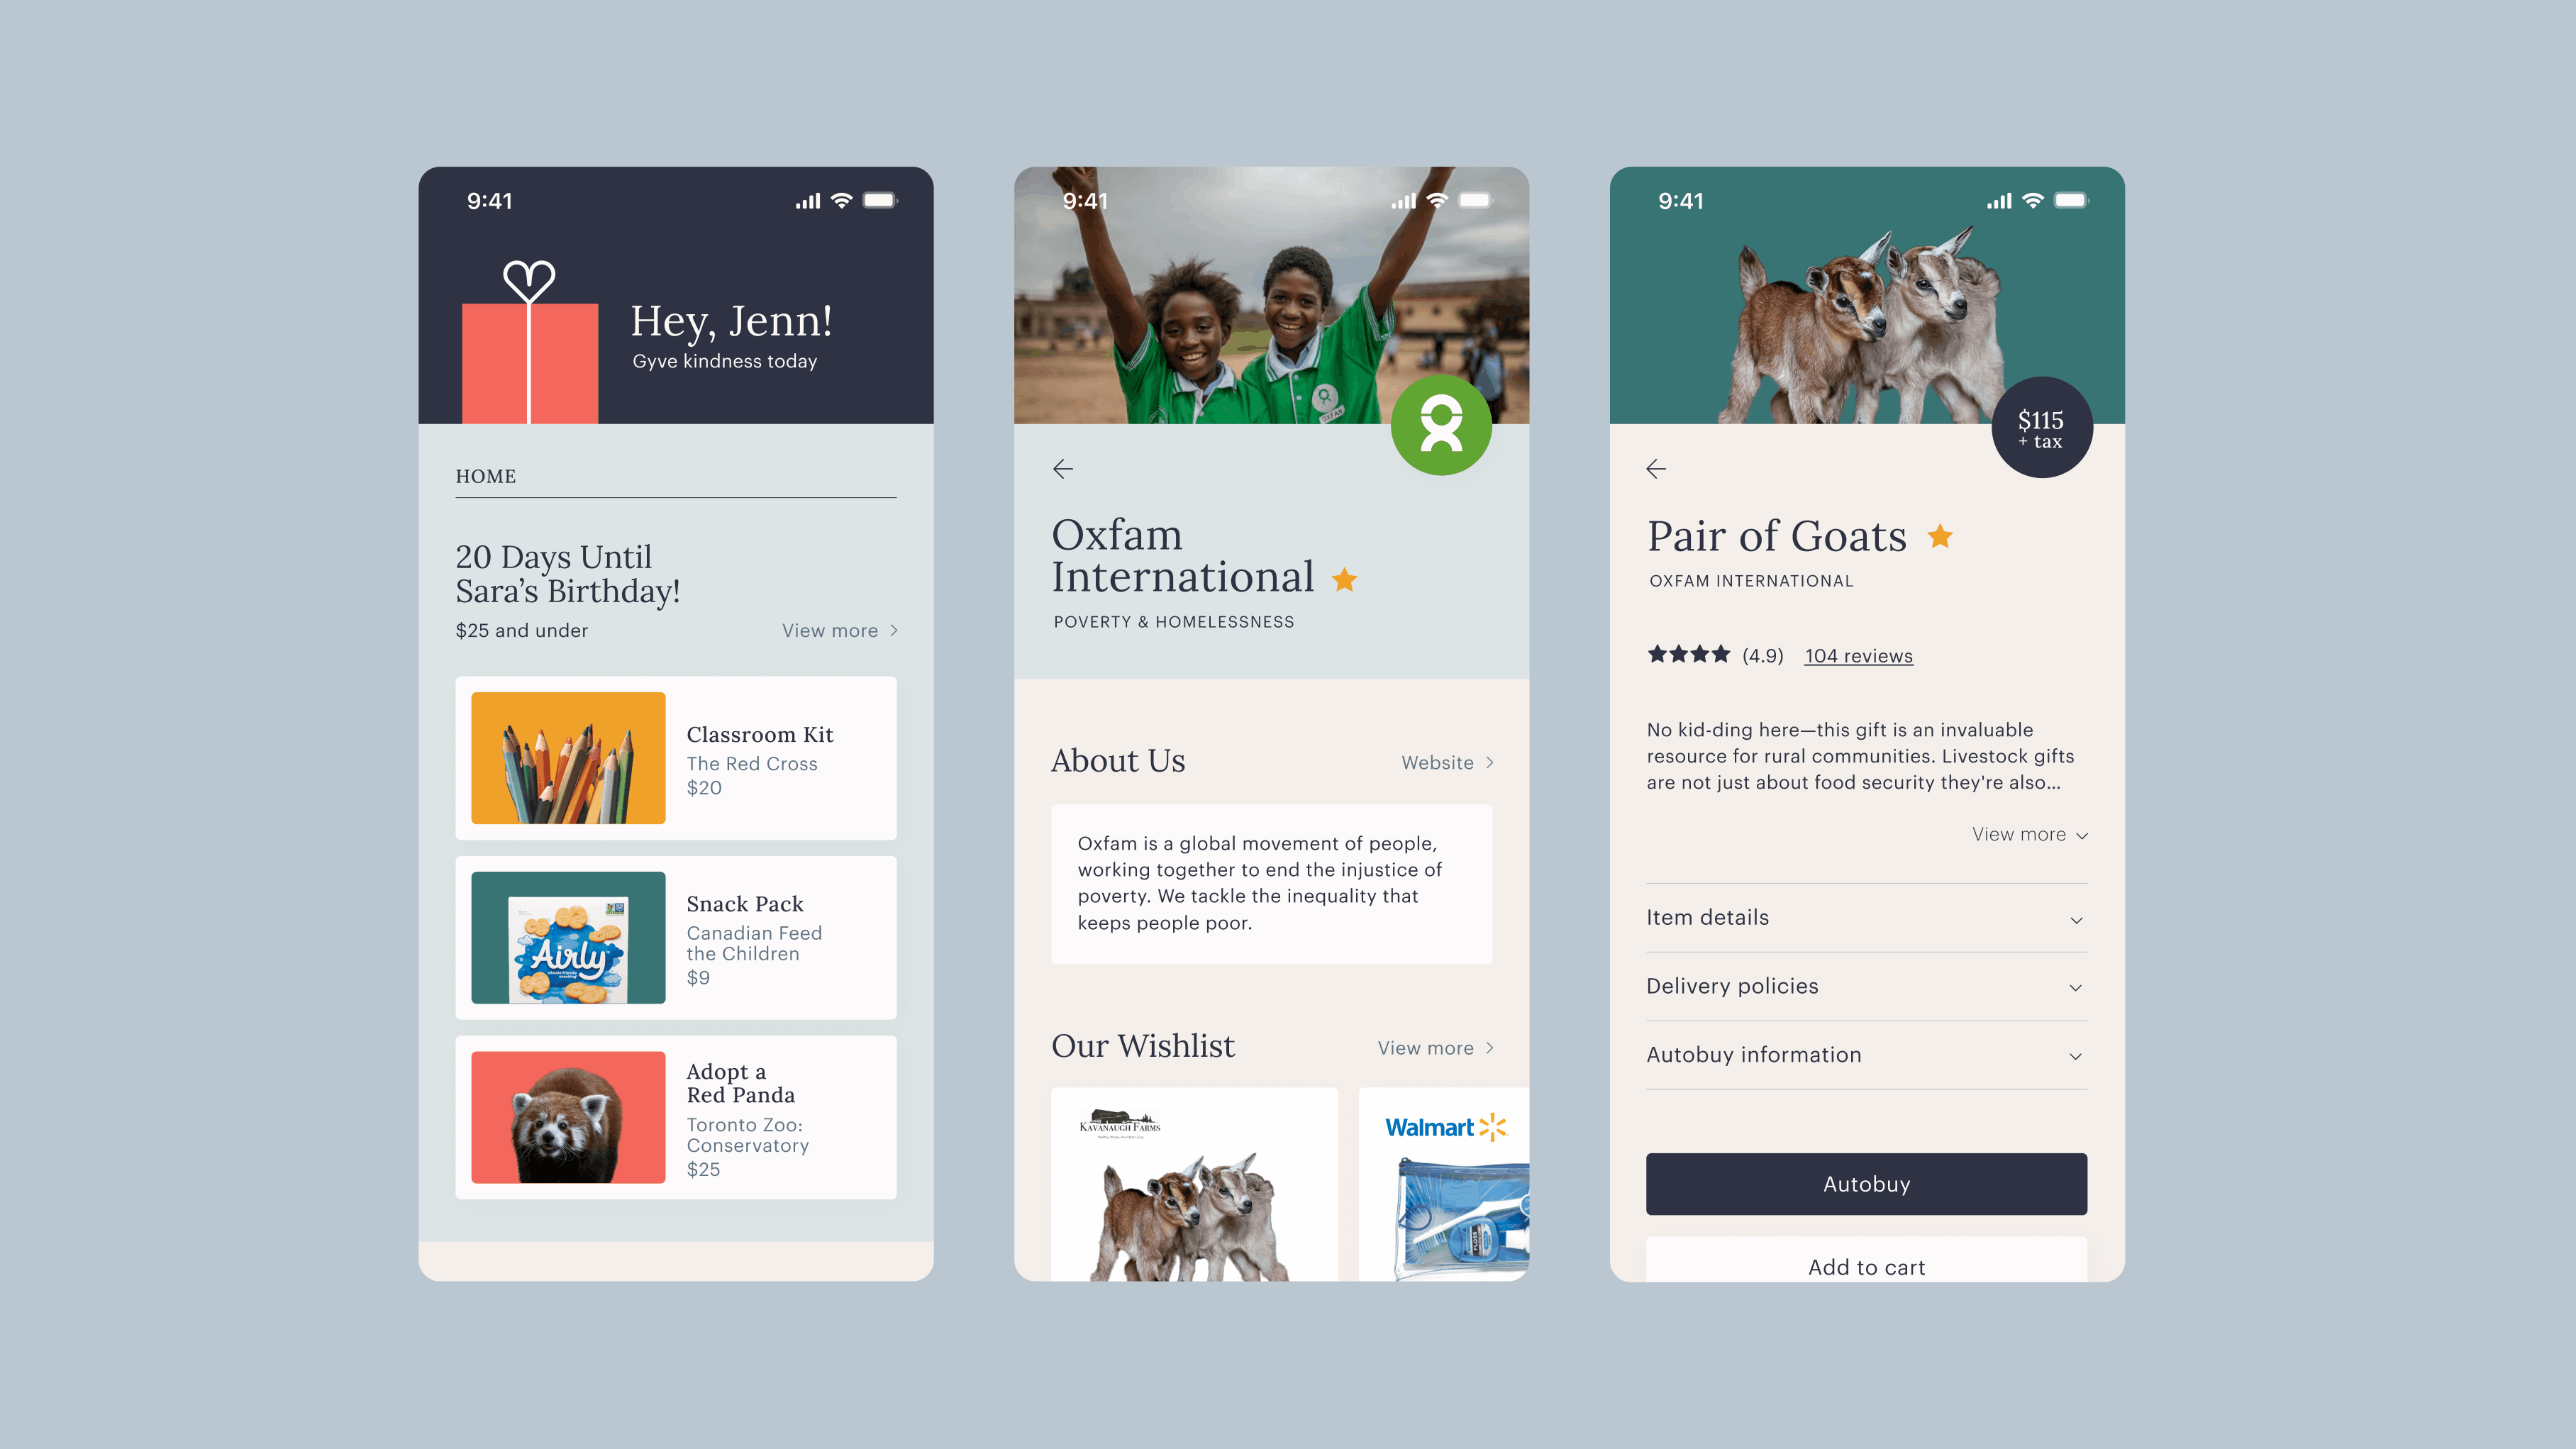 9:41
Hey, Jenn!
Gyve kindness today
HOME
20 Days Until
Sara’s Birthday!
$25 and under
View more
Classroom Kit
The Red Cross
$20
Airly
Snack Pack
Canadian Feed
the Children
$9
Adopt a
Red Panda
Toronto Zoo:
Conservatory
$25
9:41
OXFAM
Oxfam
International
POVERTY & HOMELESSNESS
About Us
Website
Oxfam is a global movement of people,
working together to end the injustice of
poverty. We tackle the inequality that
keeps people poor.
Our Wishlist
View more
KAVANAUGH FARMS
Walmart
FLOSS
9:41
$115
+ tax
Pair of Goats
OXFAM INTERNATIONAL
(4.9)
104 reviews
No kid-ding here—this gift is an invaluable
resource for rural communities. Livestock gifts
are not just about food security they're also...
View more
Item details
Delivery policies
Autobuy information
Autobuy
Add to cart